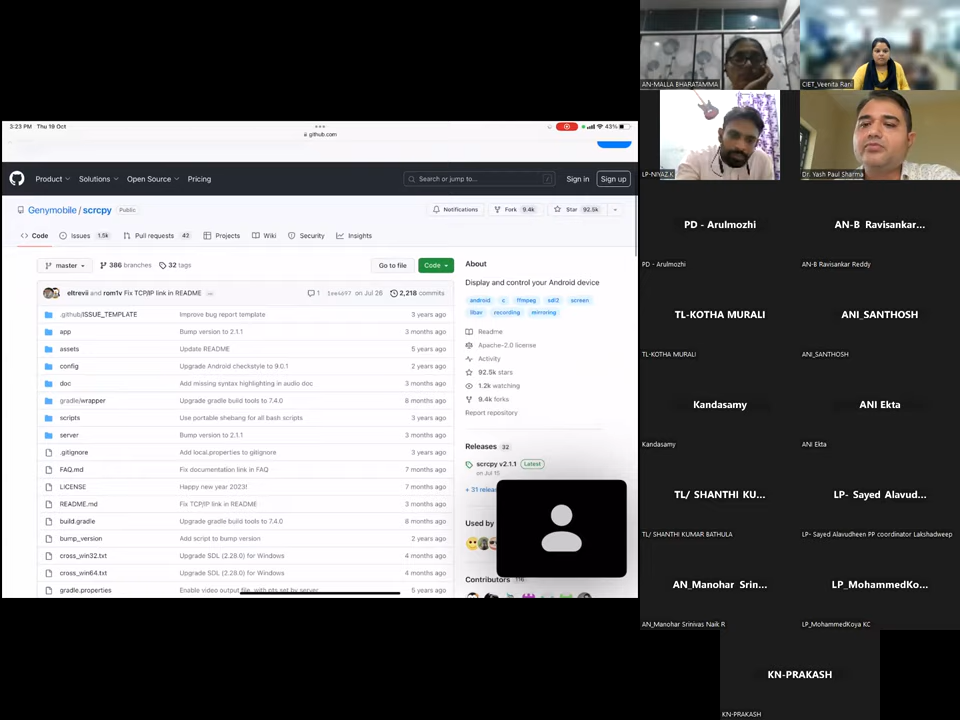 3:23 PM Thu 19 Oct
43%
github.com
Product
Solutions
Open Source
Pricing
Search or jump to...
/
Sign in
Sign up
Genymobile / scrcpy
Public
Notifications
Fork 9.4k
Star 92.5k
Code
Issues 1.5k
Pull requests 42
Projects
Wiki
Security
Insights
master
386 branches
32 tags
Go to file
Code
eltrevii and rom1v Fix TCP/IP link in README ...
1
on Jul 26
2,218 commits
.github/ISSUE_TEMPLATE Improve bug report template 3 years ago
app Bump version to 2.1.1 3 months ago
assets Update README 5 years ago
config Upgrade Android checkstyle to 9.0.1 2 years ago
doc Add missing syntax highlighting in audio doc 3 months ago
gradle/wrapper Upgrade gradle build tools to 7.4.0 8 months ago
scripts Use portable shebang for all bash scripts 3 years ago
server Bump version to 2.1.1 3 months ago
.gitignore Add local.properties to gitignore 3 years ago
FAQ.md Fix documentation link in FAQ 7 months ago
LICENSE Happy new year 2023! 7 months ago
README.md Fix TCP/IP link in README 3 months ago
build.gradle Upgrade gradle build tools to 7.4.0 8 months ago
bump_version Add script to bump version 2 years ago
cross_win32.txt Upgrade SDL (2.28.0) for Windows 4 months ago
cross_win64.txt Upgrade SDL (2.28.0) for Windows 4 months ago
gradle.properties Enable video output file, with pts set by server 5 years ago
About
Display and control your Android device
android c ffmpeg sdl2 screen
libav recording mirroring
Readme
Apache-2.0 license
Activity
92.5k stars
1.2k watching
9.4k forks
Report repository
Releases 32
scrcpy v2.1.1 Latest
on Jul 15
+ 31 relea
Used by
Contributors 116
AN-MALLA BHARATAMMA
CIET_Veenita Rani
LP-NIYAZ.K
Dr. Yash Paul Sharma
PD - Arulmozhi
PD - Arulmozhi
AN-B Ravisankar...
AN-B Ravisankar Reddy
TL-KOTHA MURALI
TL-KOTHA MURALI
ANI_SANTHOSH
ANI_SANTHOSH
Kandasamy
Kandasamy
ANI Ekta
ANI Ekta
TL/ SHANTHI KU...
TL/ SHANTHI KUMAR BATHULA
LP- Sayed Alavud...
LP- Sayed Alavudheen PP coordinator Lakshadweep
AN_Manohar Srin...
AN_Manohar Srinivas Naik R
LP_MohammedKo...
LP_MohammedKoya KC
KN-PRAKASH
KN-PRAKASH